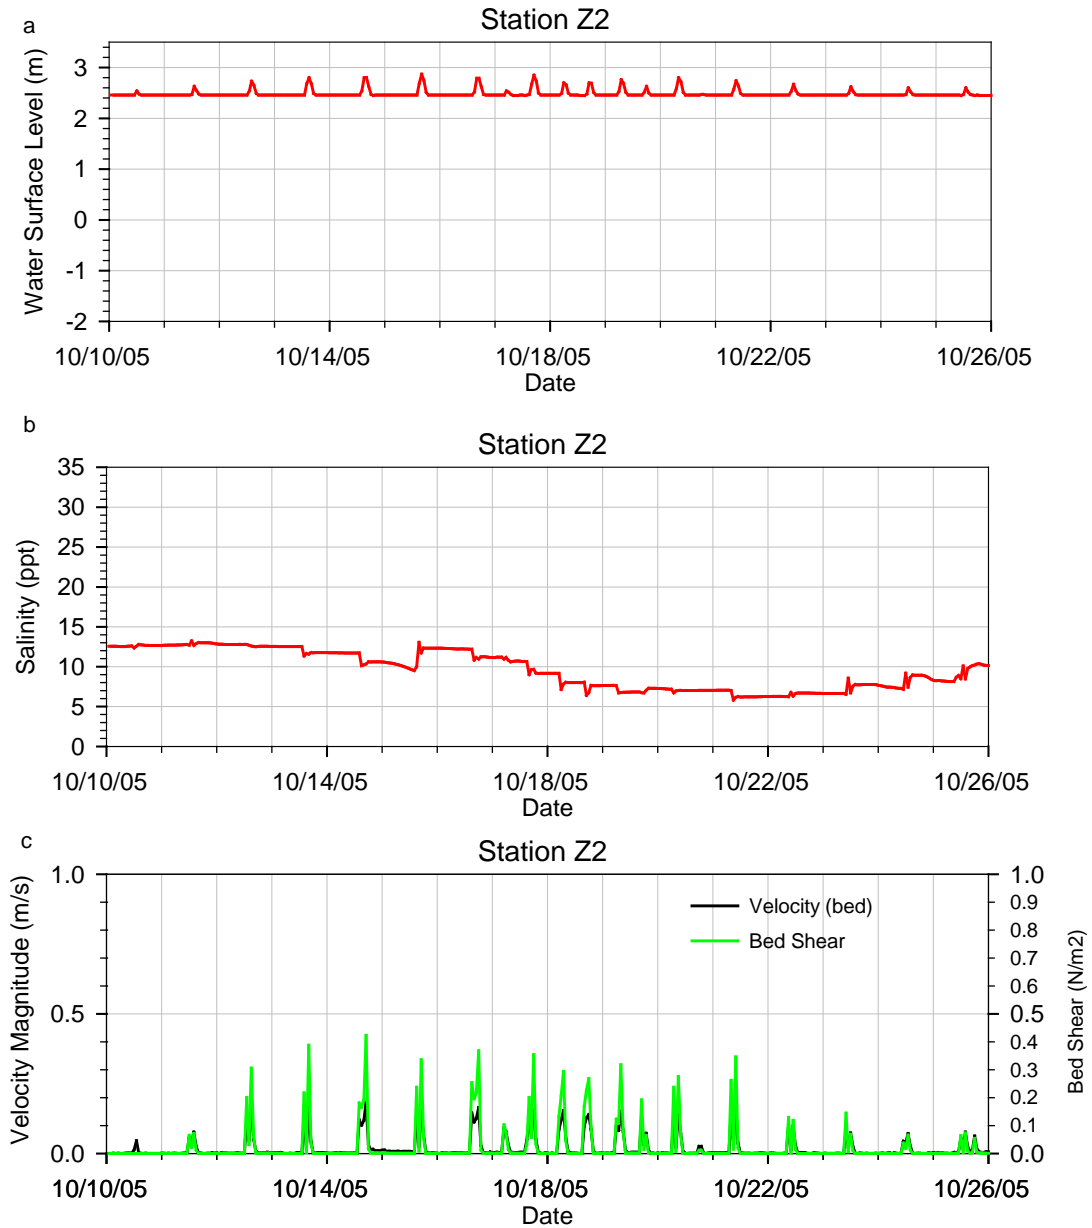 a
Station Z2
Water Surface Level (m)
3
2
1
0
-1
-2
10/10/05 10/14/05 10/18/05 10/22/05 10/26/05
Date
b
Station Z2
Salinity (ppt)
35
30
25
20
15
10
5
0
10/10/05 10/14/05 10/18/05 10/22/05 10/26/05
Date
c
Station Z2
Velocity Magnitude (m/s)
1.0
0.5
0.0
Velocity (bed)
Bed Shear
1.0
0.9
0.8
0.7
0.6
0.5
0.4
0.3
0.2
0.1
0.0
Bed Shear (N/m2)
10/10/05 10/14/05 10/18/05 10/22/05 10/26/05
Date